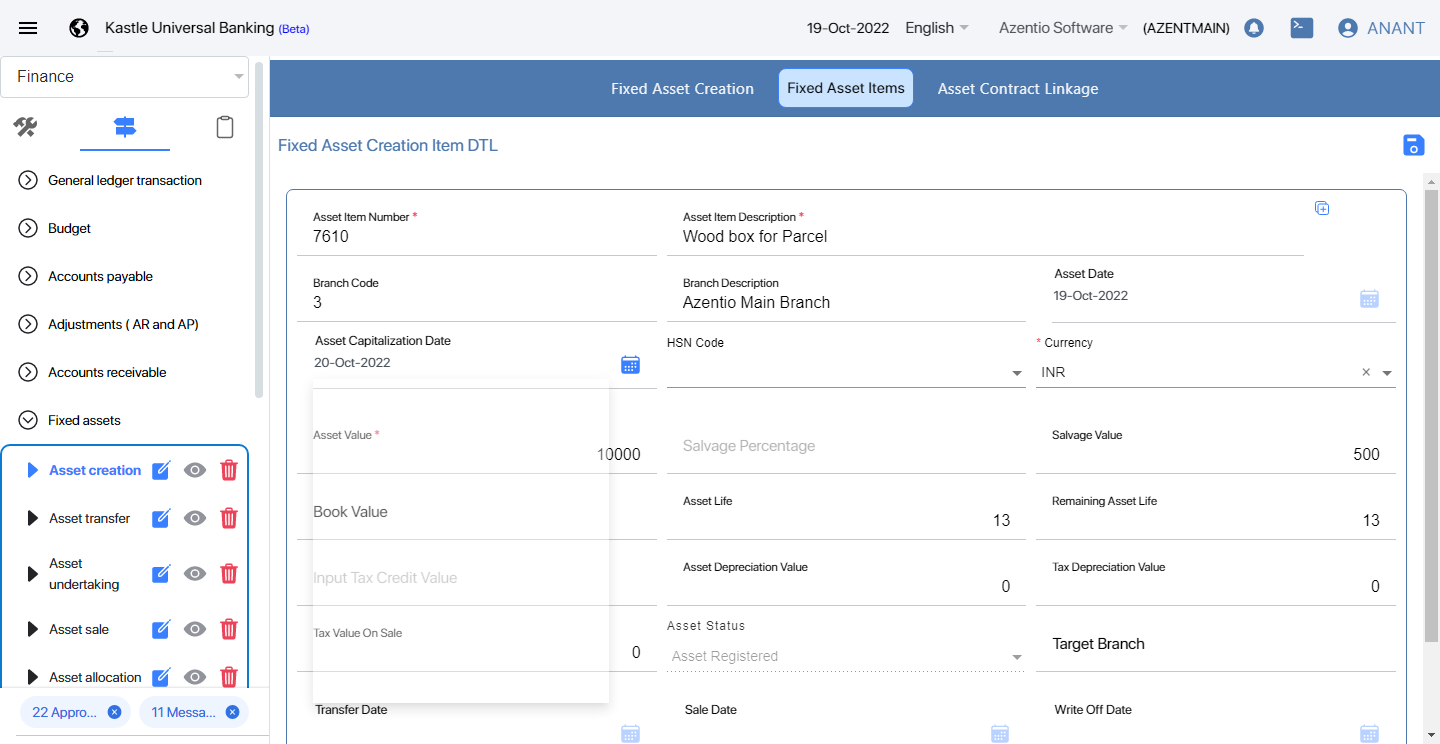 Kastle Universal Banking (Beta)
19-Oct-2022 English Azentio Software (AZENTMAIN) ANANT
Finance
Fixed Asset Creation Fixed Asset Items Asset Contract Linkage
Fixed Asset Creation Item DTL
General ledger transaction
Budget
Accounts payable
Adjustments ( AR and AP)
Accounts receivable
Fixed assets
Asset creation
Asset transfer
Asset
undertaking
Asset sale
Asset allocation
22 Appro... 11 Messa...
Asset Item Number *
7610
Asset Item Description *
Wood box for Parcel
Branch Code
3
Branch Description
Azentio Main Branch
Asset Date
19-Oct-2022
Asset Capitalization Date
20-Oct-2022
HSN Code
* Currency
INR
Asset Value *
10000
Salvage Percentage
Salvage Value
500
Book Value
Asset Life
13
Remaining Asset Life
13
Input Tax Credit Value
Asset Depreciation Value
0
Tax Depreciation Value
0
Tax Value On Sale
0
Asset Status
Asset Registered
Target Branch
Transfer Date
Sale Date
Write Off Date